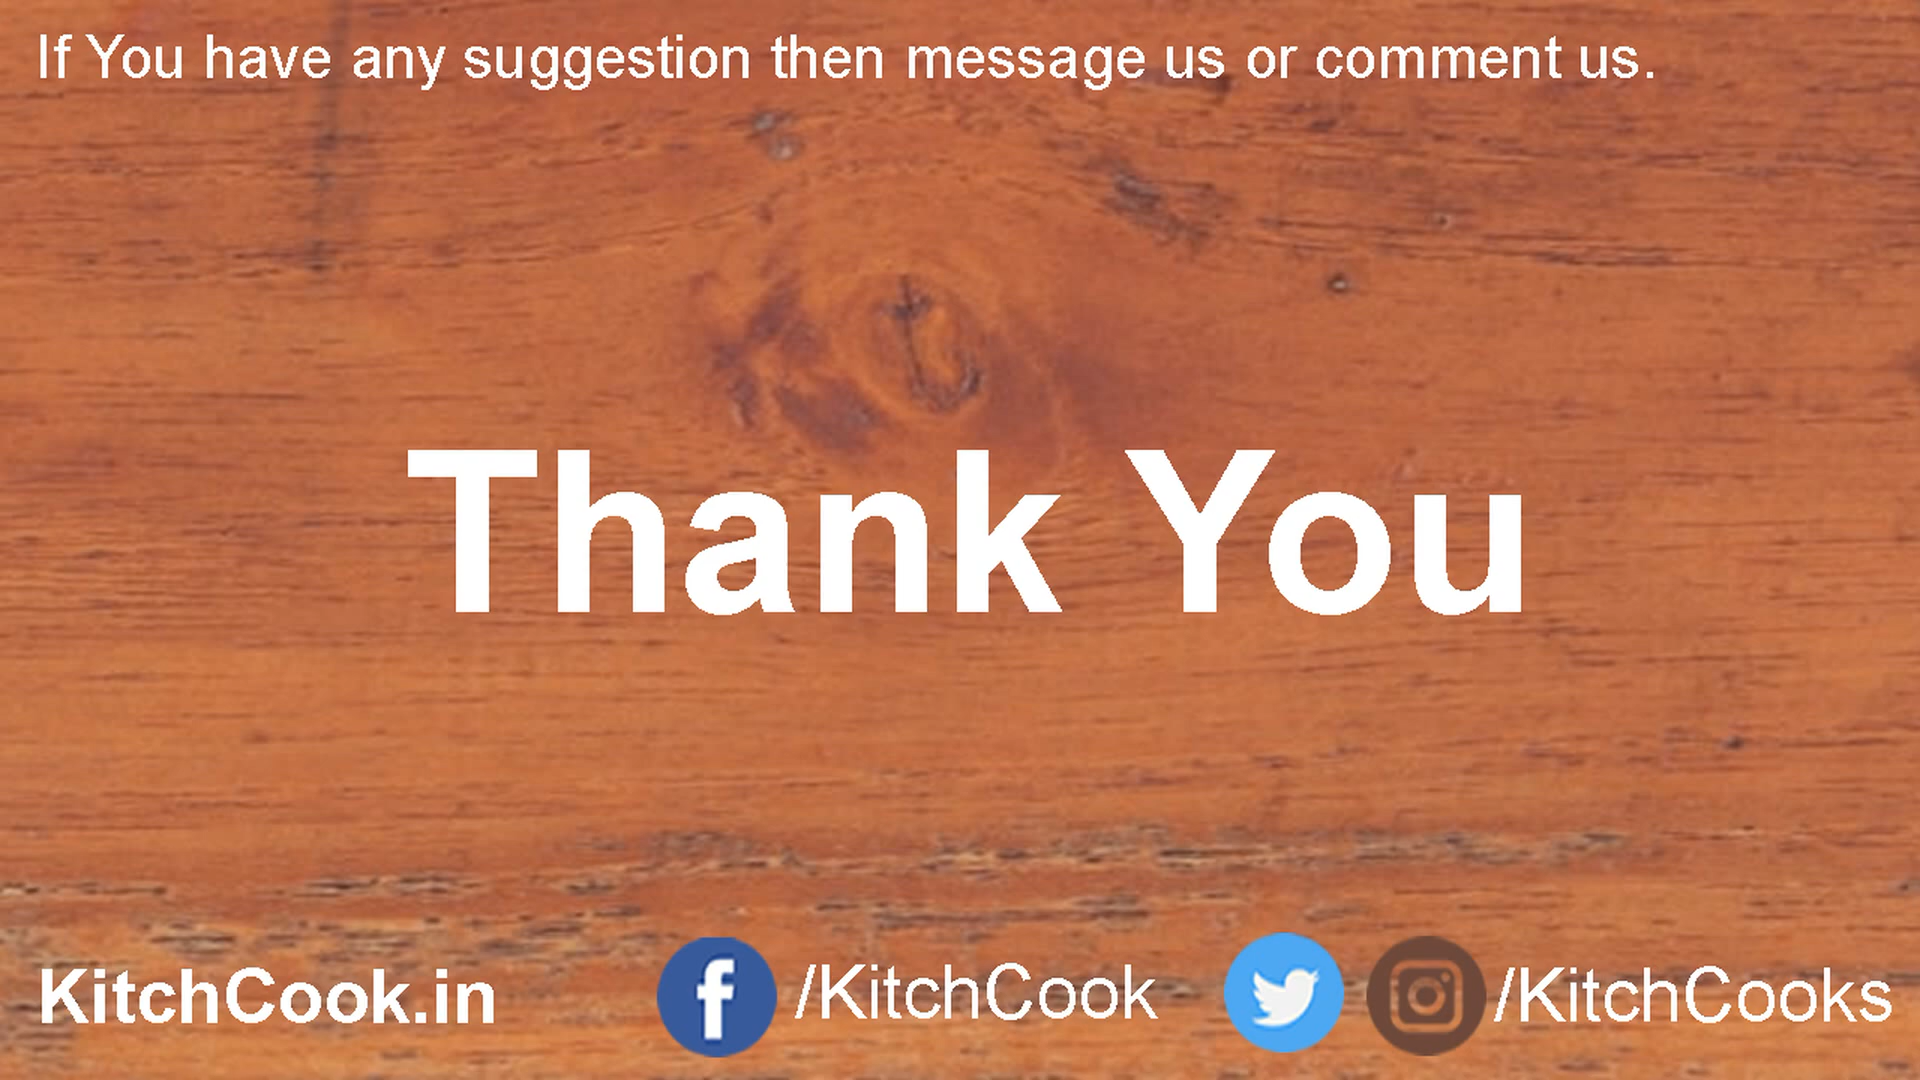 If You have any suggestion then message us or comment us.
Thank You
KitchCook.in /KitchCook /KitchCooks